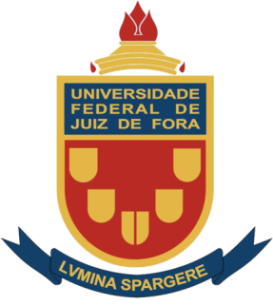 UNIVERSIDADE
FEDERAL DE
JUIZ DE FORA
LVMINA SPARGERE